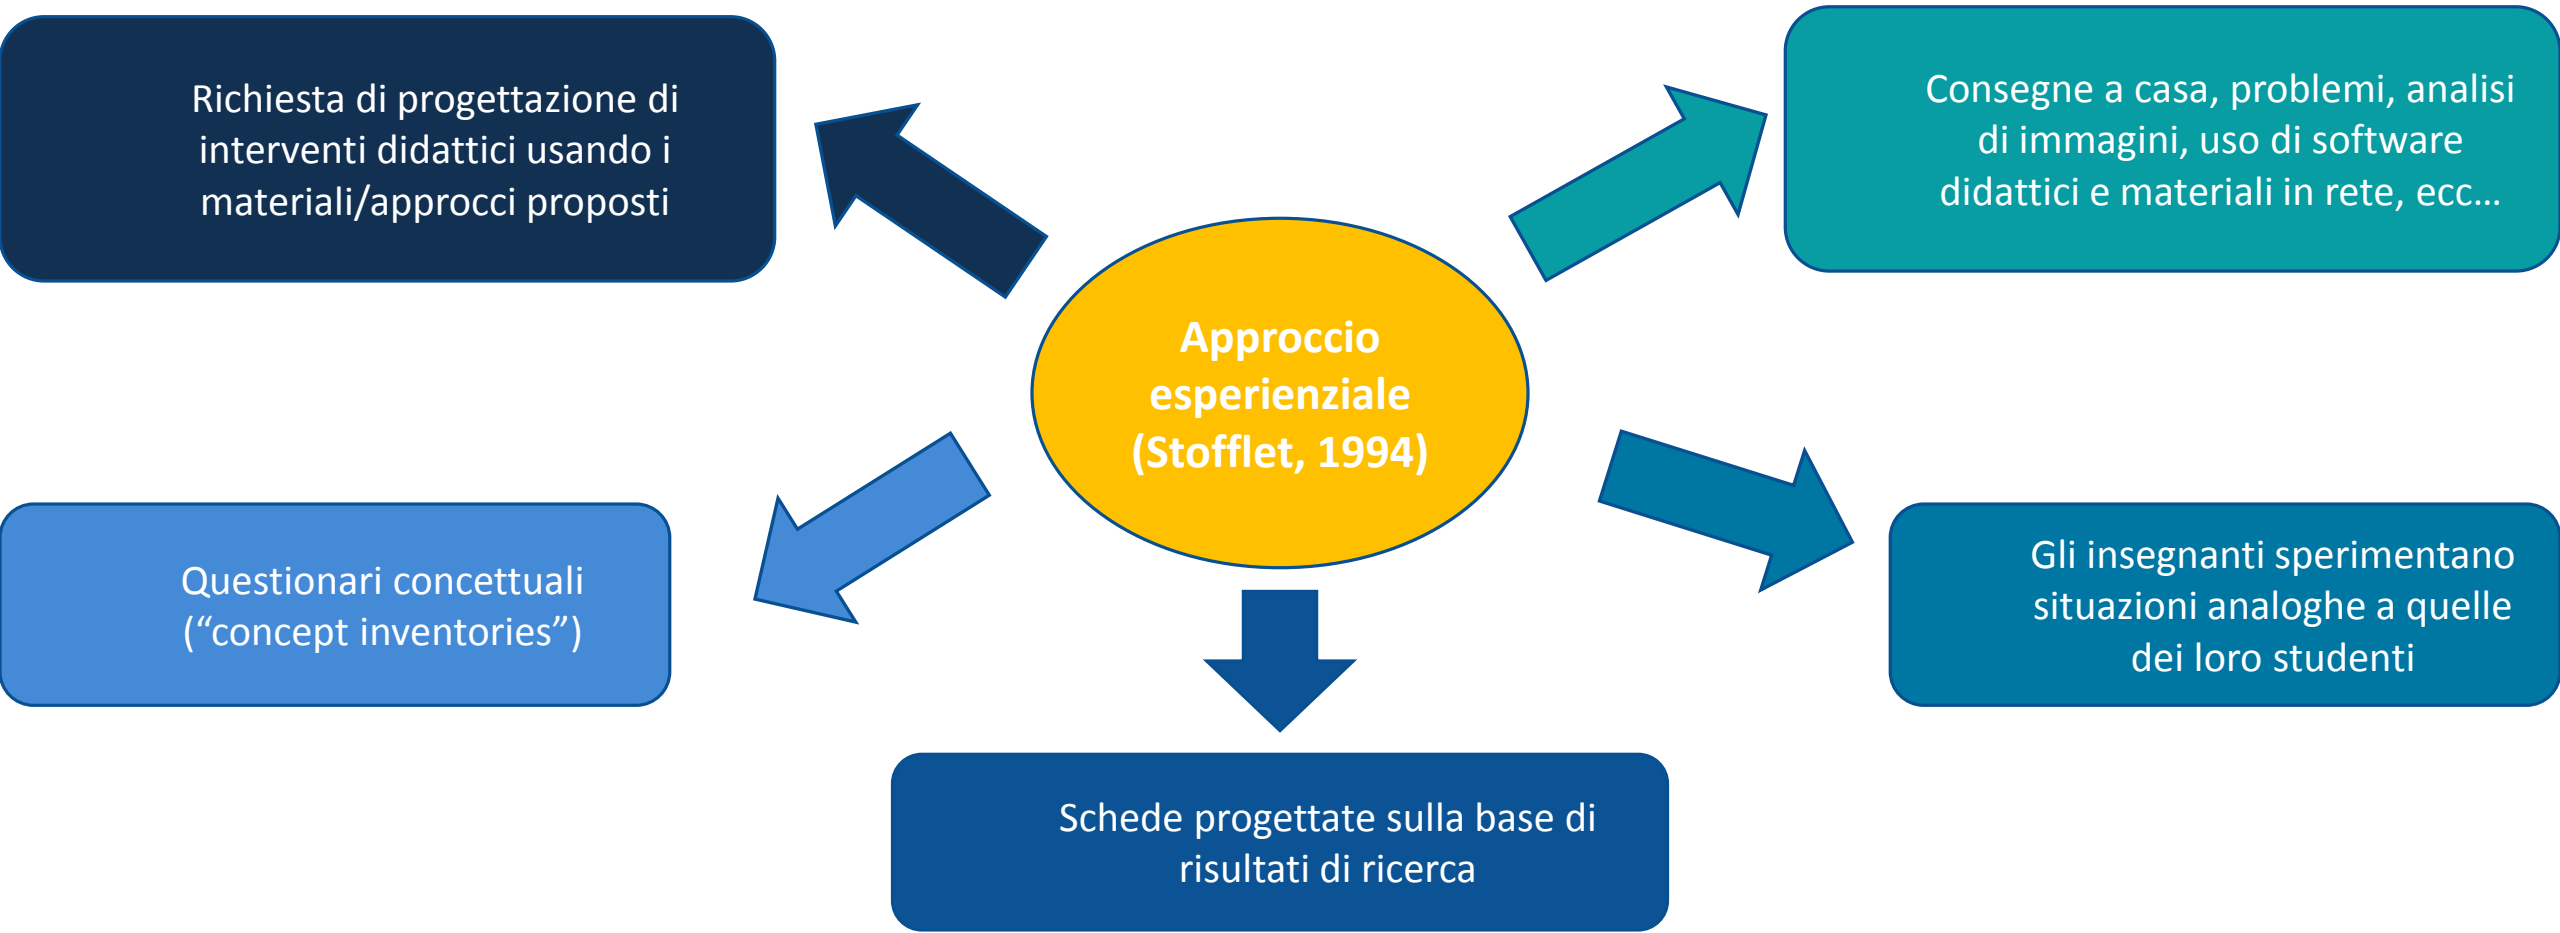 Richiesta di progettazione di
interventi didattici usando i
materiali/approcci proposti
Consegne a casa, problemi, analisi
di immagini, uso di software
didattici e materiali in rete, ecc…
Approccio
esperienziale
(Stofflet, 1994)
Questionari concettuali
(“concept inventories”)
Gli insegnanti sperimentano
situazioni analoghe a quelle
dei loro studenti
Schede progettate sulla base di
risultati di ricerca